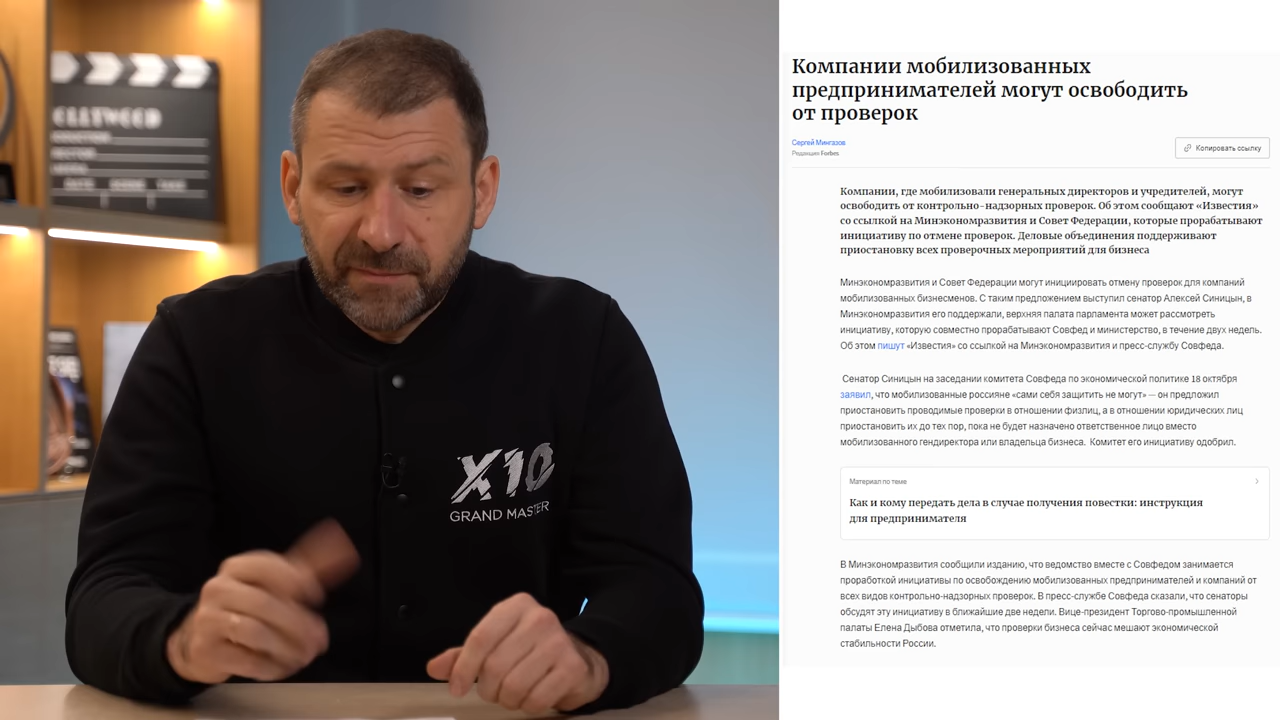 X10
GRAND MASTER
Компании мобилизованных
предпринимателей могут освободить
от проверок
Сергей Мингазов
Редакция Forbes
Копировать ссылку
Компании, где мобилизовали генеральных директоров и учредителей, могут
освободить от контрольно-надзорных проверок. Об этом сообщают «Известия»
со ссылкой на Минэкономразвития и Совет Федерации, которые прорабатывают
инициативу по отмене проверок. Деловые объединения поддерживают
приостановку всех проверочных мероприятий для бизнеса
Минэкономразвития и Совет Федерации могут инициировать отмену проверок для компаний
мобилизованных бизнесменов. С таким предложением выступил сенатор Алексей Синицын, в
Минэкономразвития его поддержали, верхняя палата парламента может рассмотреть
инициативу, которую совместно прорабатывают Совфед и министерство, в течение двух недель.
Об этом пишут «Известия» со ссылкой на Минэкономразвития и пресс-службу Совфеда.
Сенатор Синицын на заседании комитета Совфеда по экономической политике 18 октября
заявил, что мобилизованные россияне «сами себя защитить не могут» — он предложил
приостановить проводимые проверки в отношении физлиц, а в отношении юридических лиц
приостановить их до тех пор, пока не будет назначено ответственное лицо вместо
мобилизованного гендиректора или владельца бизнеса. Комитет его инициативу одобрил.
Материал по теме
Как и кому передать дела в случае получения повестки: инструкция
для предпринимателя
В Минэкономразвития сообщили изданию, что ведомство вместе с Совфедом занимается
проработкой инициативы по освобождению мобилизованных предпринимателей и компаний от
всех видов контрольно-надзорных проверок. В пресс-службе Совфеда сказали, что сенаторы
обсудят эту инициативу в ближайшие две недели. Вице-президент Торгово-промышленной
палаты Елена Дыбова отметила, что проверки бизнеса сейчас мешают экономической
стабильности России.